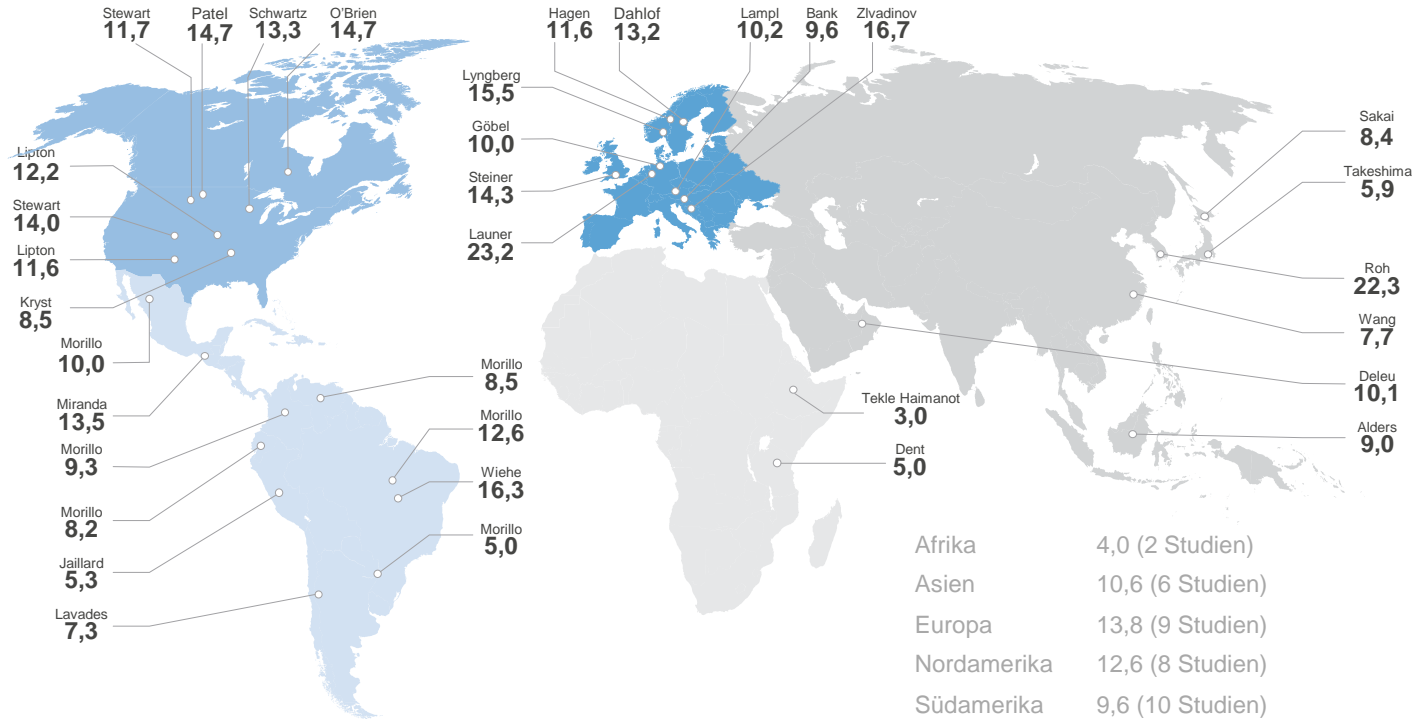 Stewart
11,7
Patel
14,7
Schwartz
13,3
O'Brien
14,7
Hagen
11,6
Dahlof
13,2
Lampl
10,2
Bank
9,6
Zlvadinov
16,7
Lyngberg
15,5
Göbel
10,0
Steiner
14,3
Launer
23,2
Lipton
12,2
Stewart
14,0
Lipton
11,6
Kryst
8,5
Morillo
10,0
Miranda
13,5
Morillo
9,3
Morillo
8,2
Jaillard
5,3
Lavades
7,3
Morillo
8,5
Morillo
12,6
Wiehe
16,3
Morillo
5,0
Tekle Haimanot
3,0
Dent
5,0
Sakai
8,4
Takeshima
5,9
Roh
22,3
Wang
7,7
Deleu
10,1
Alders
9,0
Afrika 4,0 (2 Studien)
Asien 10,6 (6 Studien)
Europa 13,8 (9 Studien)
Nordamerika 12,6 (8 Studien)
Südamerika 9,6 (10 Studien)